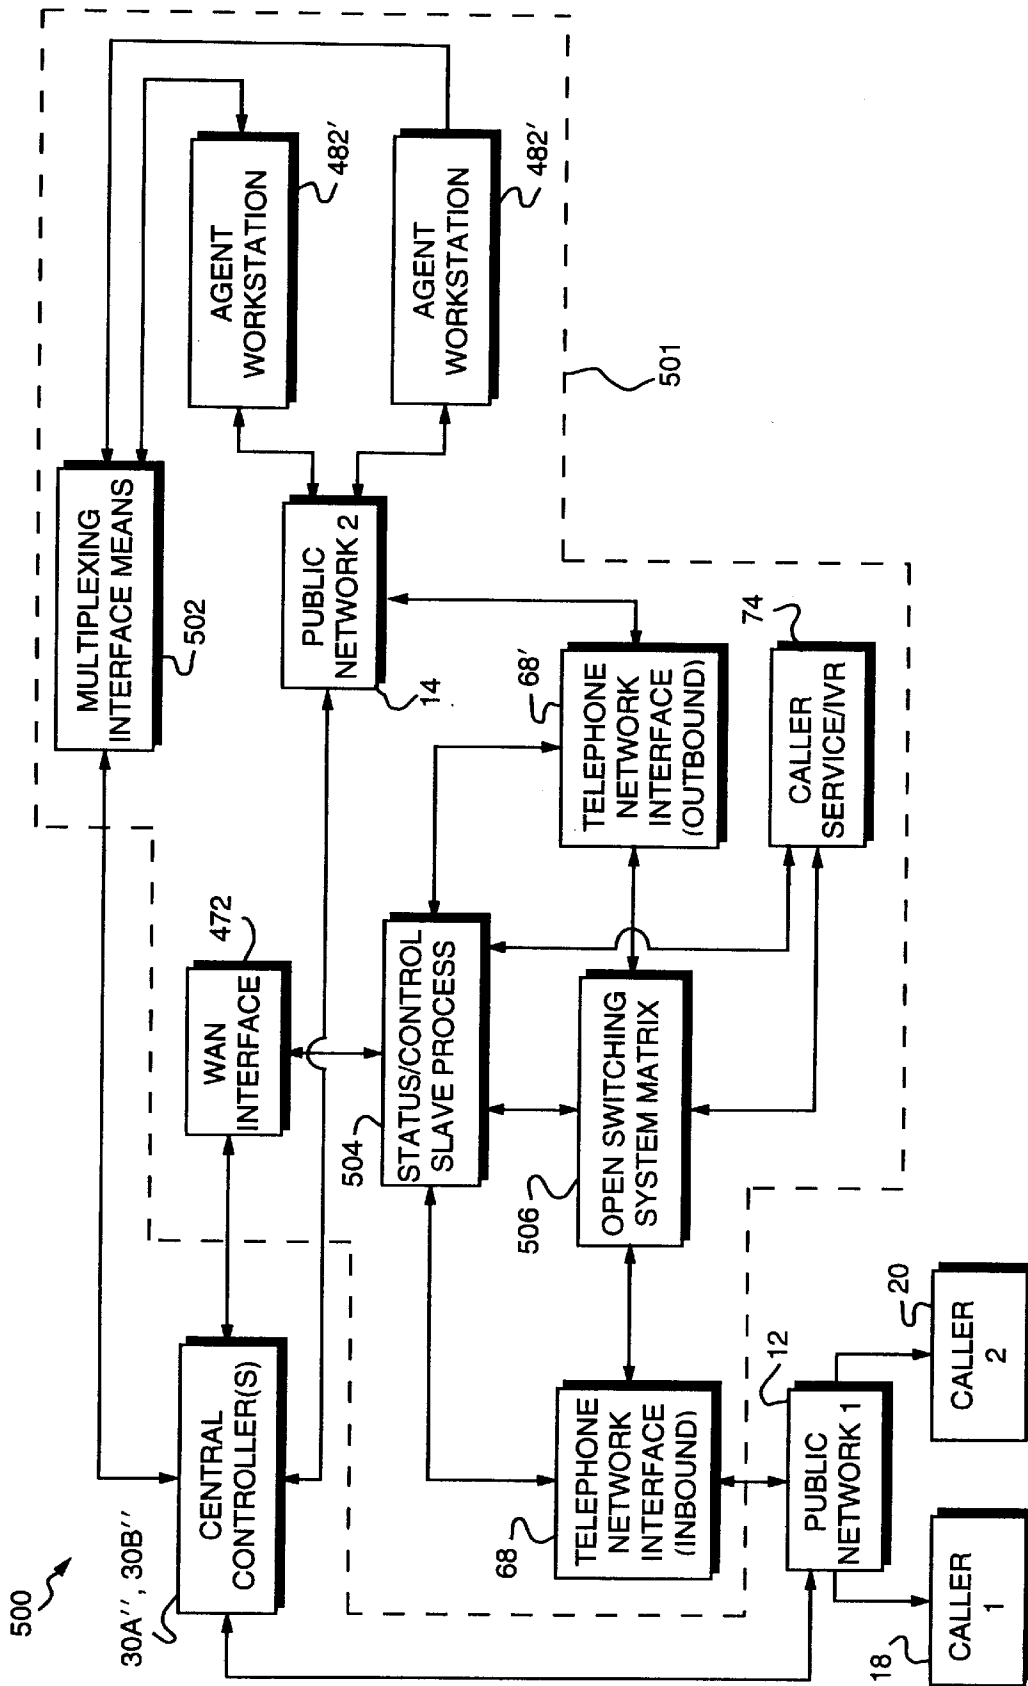 500
30A'', 30B''
CENTRAL
CONTROLLER(S)
WAN
INTERFACE
472
MULTIPLEXING
INTERFACE MEANS
502
AGENT
WORKSTATION
482'
AGENT
WORKSTATION
482'
PUBLIC
NETWORK 2
14
501
STATUS/CONTROL
SLAVE PROCESS
504
TELEPHONE
NETWORK
INTERFACE
(INBOUND)
68
OPEN SWITCHING
SYSTEM MATRIX
506
TELEPHONE
NETWORK
INTERFACE
(OUTBOUND)
68'
CALLER
SERVICE/IVR
74
PUBLIC
NETWORK 1
12
CALLER
1
18
CALLER
2
20